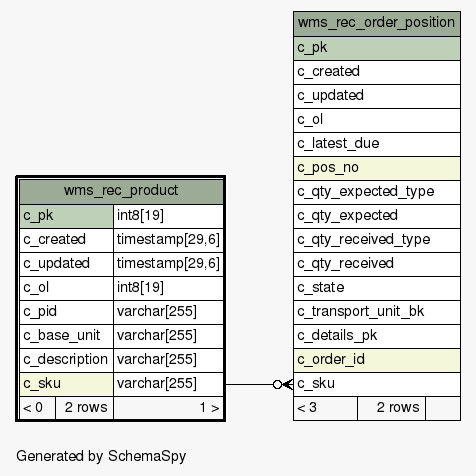 wms_rec_order_position
c_pk
c_created
c_updated
c_ol
c_latest_due
c_pos_no
c_qty_expected_type
c_qty_expected
c_qty_received_type
c_qty_received
c_state
c_transport_unit_bk
c_details_pk
c_order_id
c_sku
< 3 2 rows
wms_rec_product
c_pk int8[19]
c_created timestamp[29,6]
c_updated timestamp[29,6]
c_ol int8[19]
c_pid varchar[255]
c_base_unit varchar[255]
c_description varchar[255]
c_sku varchar[255]
< 0 2 rows 1 >
Generated by SchemaSpy